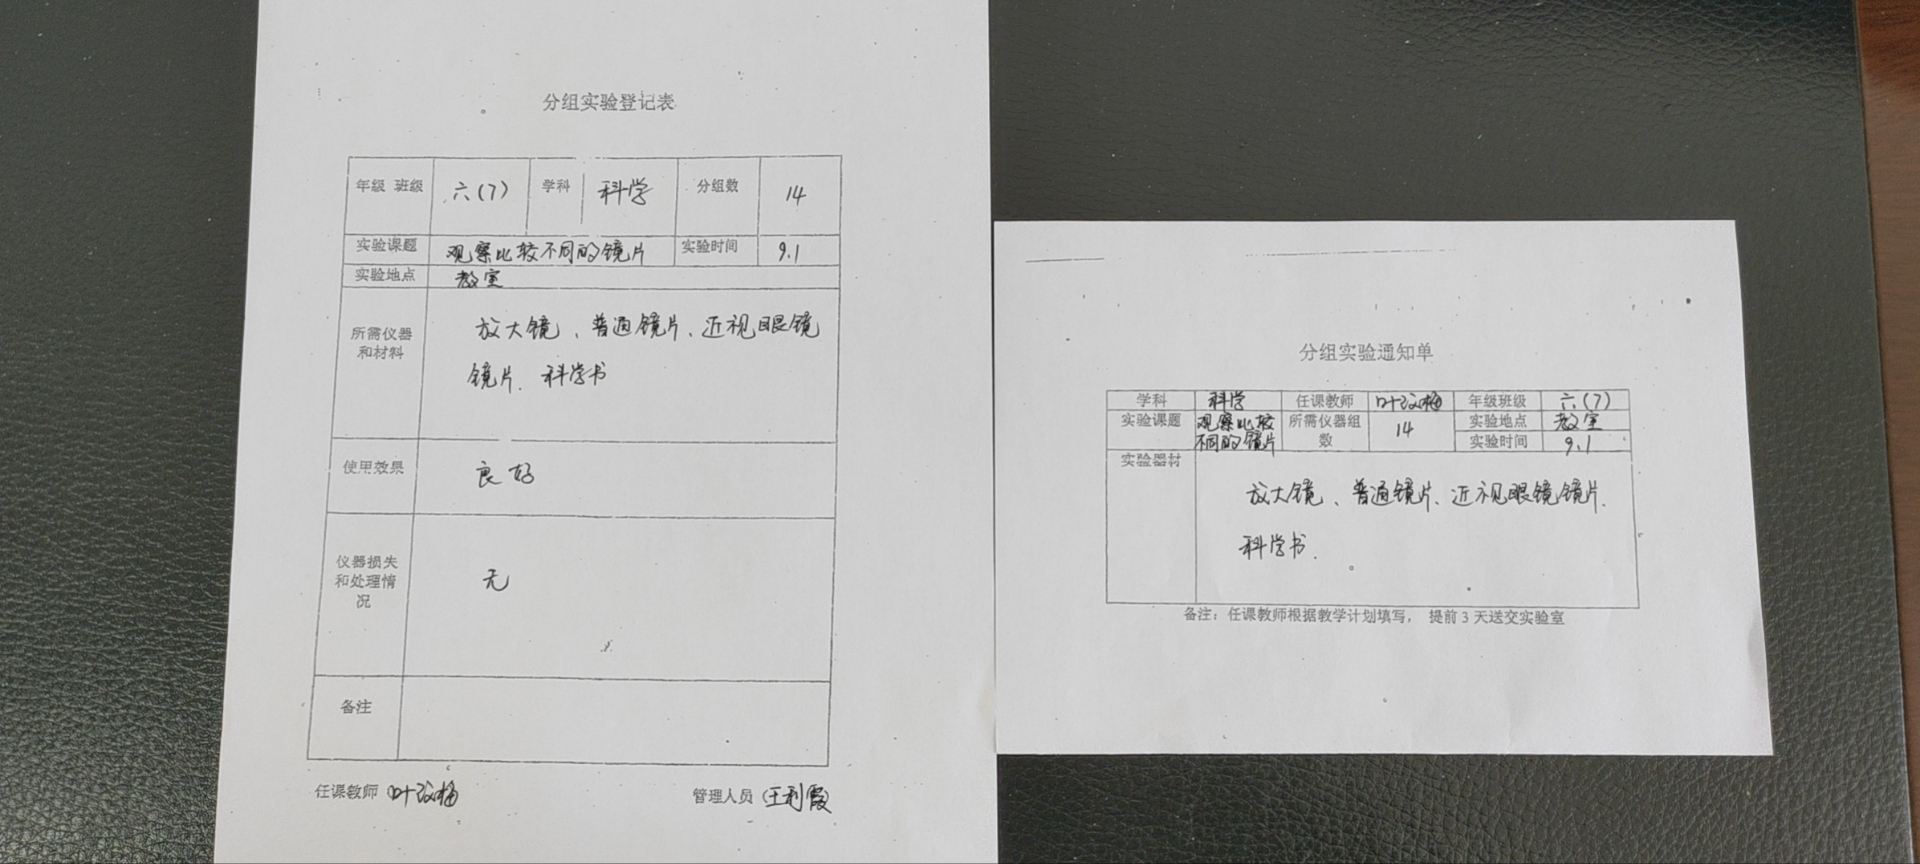 分组实验登记表
年级 班级 六(7) 学科 科学 分组数 14
实验课题 观察比较不同的镜片 实验时间 9.1
实验地点 教室
所需仪器和材料 放大镜、普通镜片、近视眼镜
镜片、科学书
使用效果 良好
仪器损失和处理情况 无
备注
任课教师 叶 梅 管理人员 王利霞
分组实验通知单
学科 科学 任课教师 叶 梅 年级班级 六(7)
实验课题 观察比较不同的镜片 所需仪器组数 14 实验地点 教室
实验时间 9.1
实验器材 放大镜、普通镜片、近视眼镜镜片、
科学书.
备注：任课教师根据教学计划填写， 提前 3 天送交实验室